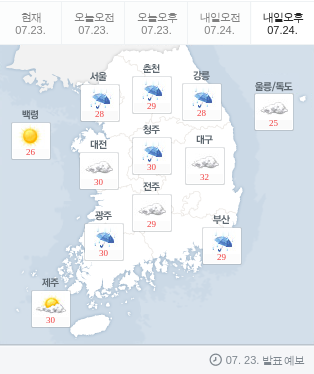 현재 오늘오전 오늘오후 내일오전 내일오후
07.23. 07.23. 07.23. 07.24. 07.24.
서울 28
춘천 29
강릉 28
울릉/독도 25
백령 26
대전 30
청주 30
대구 32
전주 29
광주 30
부산 29
제주 30
07. 23. 발표예보